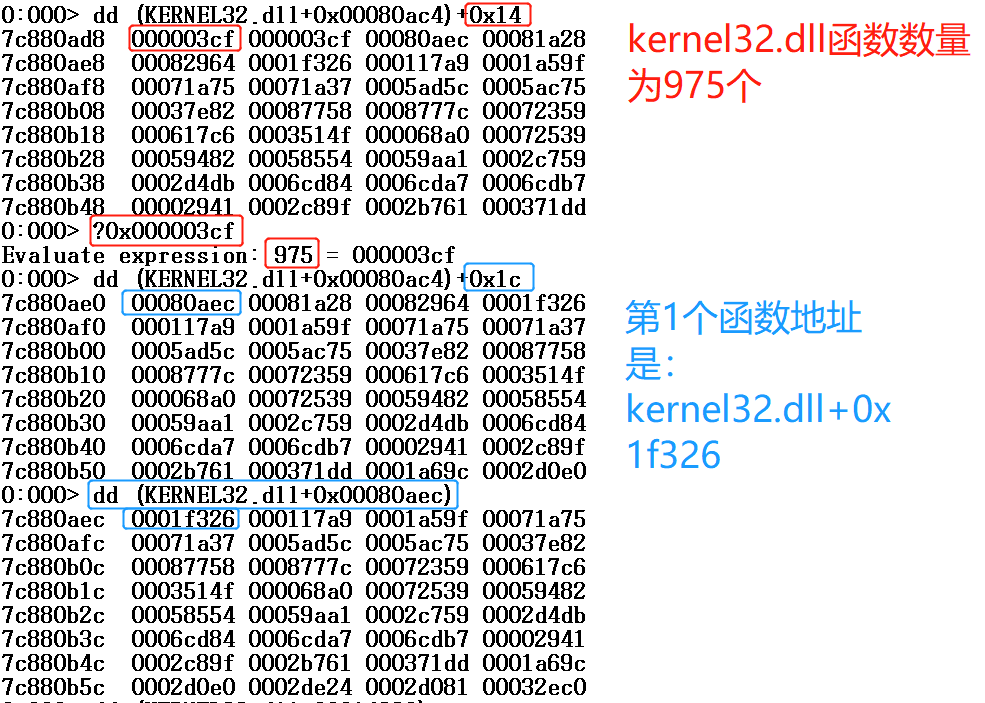 0:000> dd (KERNEL32.dll+0x00080ac4)+0x14
7c880ad8 000003cf 000003cf 00080aec 00081a28
7c880ae8 00082964 0001f326 000117a9 0001a59f
7c880af8 00071a75 00071a37 0005ad5c 0005ac75
7c880b08 00037e82 00087758 0008777c 00072359
7c880b18 000617c6 0003514f 000068a0 00072539
7c880b28 00059482 00058554 00059aa1 0002c759
7c880b38 0002d4db 0006cd84 0006cda7 0006cdb7
7c880b48 00002941 0002c89f 0002b761 000371dd
0:000> ?0x000003cf
Evaluate expression: 975 = 000003cf
0:000> dd (KERNEL32.dll+0x00080ac4)+0x1c
7c880ae0 00080aec 00081a28 00082964 0001f326
7c880af0 000117a9 0001a59f 00071a75 00071a37
7c880b00 0005ad5c 0005ac75 00037e82 00087758
7c880b10 0008777c 00072359 000617c6 0003514f
7c880b20 000068a0 00072539 00059482 00058554
7c880b30 00059aa1 0002c759 0002d4db 0006cd84
7c880b40 0006cda7 0006cdb7 00002941 0002c89f
7c880b50 0002b761 000371dd 0001a69c 0002d0e0
0:000> dd (KERNEL32.dll+0x00080aec)
7c880aec 0001f326 000117a9 0001a59f 00071a75
7c880afc 00071a37 0005ad5c 0005ac75 00037e82
7c880b0c 00087758 0008777c 00072359 000617c6
7c880b1c 0003514f 000068a0 00072539 00059482
7c880b2c 00058554 00059aa1 0002c759 0002d4db
7c880b3c 0006cd84 0006cda7 0006cdb7 00002941
7c880b4c 0002c89f 0002b761 000371dd 0001a69c
7c880b5c 0002d0e0 0002de24 0002d081 00032ec0
kernel32.dll函数数量
为975个
第1个函数地址
是：
kernel32.dll+0x
1f326